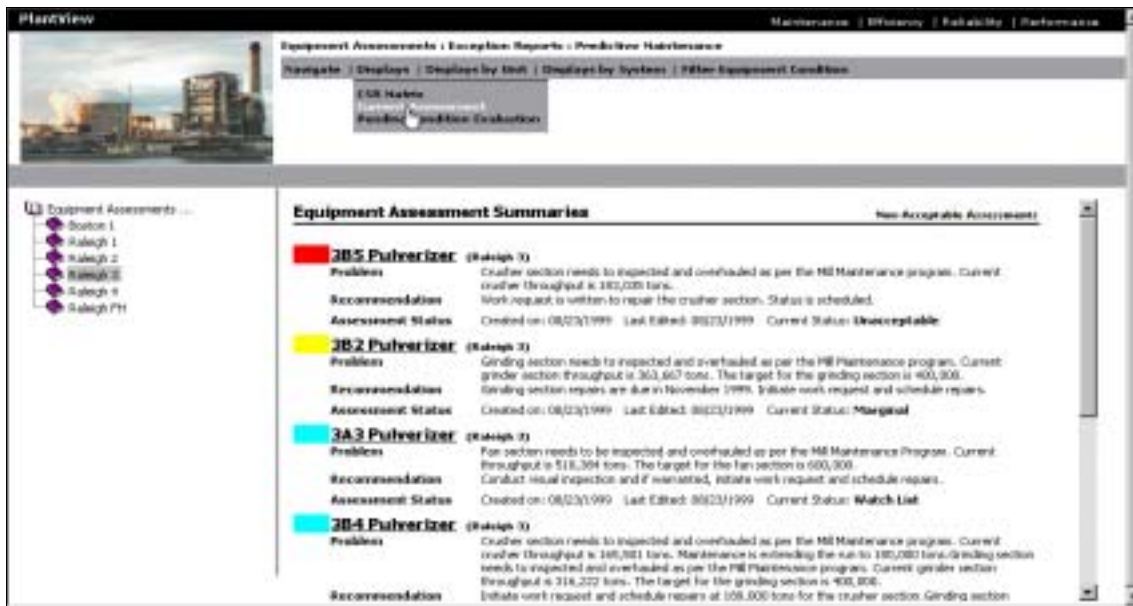 PlantView
Maintenance | Efficiency | Reliability | Performance
Equipment Assessments : Exception Reports : Predictive Maintenance
Navigate | Displays | Displays by Unit | Displays by System | Filter Equipment Condition
CSR Matrix
Current Assessment
Pending Condition Evaluation
Equipment Assessments ...
Boston 1
Raleigh 1
Raleigh 2
Raleigh 3
Raleigh 4
Raleigh FH
Equipment Assessment Summaries
Non-Acceptable Assessments
3B5 Pulverizer (Raleigh 3)
Problem Crusher section needs to inspected and overhauled as per the Mill Maintenance program. Current
crusher throughput is tons.
Recommendation Work request is written to repair the crusher section. Status is scheduled.
Assessment Status Created on: 08/23/1999 Last Edited: 08/23/1999 Current Status: Unacceptable
3B2 Pulverizer (Raleigh 3)
Problem Grinding section needs to inspected and overhauled as per the Mill Maintenance program. Current
grinder section throughput is 363,667 tons. The target for the grinding section is 400,000.
Recommendation Grinding section repairs are due in November 1999. Initiate work request and schedule repairs.
Assessment Status Created on: 08/23/1999 Last Edited: 08/23/1999 Current Status: Marginal
3A3 Pulverizer (Raleigh 3)
Problem Fan section needs to be inspected and overhauled as per the Mill Maintenance Program. Current
throughput is 510,384 tons. The target for the fan section is 600,000.
Recommendation Conduct visual inspection and if warranted, initiate work request and schedule repairs.
Assessment Status Created on: 08/23/1999 Last Edited: 08/23/1999 Current Status: Watch List
3B4 Pulverizer (Raleigh 3)
Problem Crusher section needs to inspected and overhauled as per the Mill Maintenance program. Current
crusher throughput is tons. Maintenance is extending the run to 180,000 tons. Grinding section
needs to inspected and overhauled as per the Mill Maintenance program. Current grinder section
throughput is 316,222 tons. The target for the grinding section is 400,000.
Recommendation Initiate work request and schedule repairs at tons for the crusher section. Grinding section